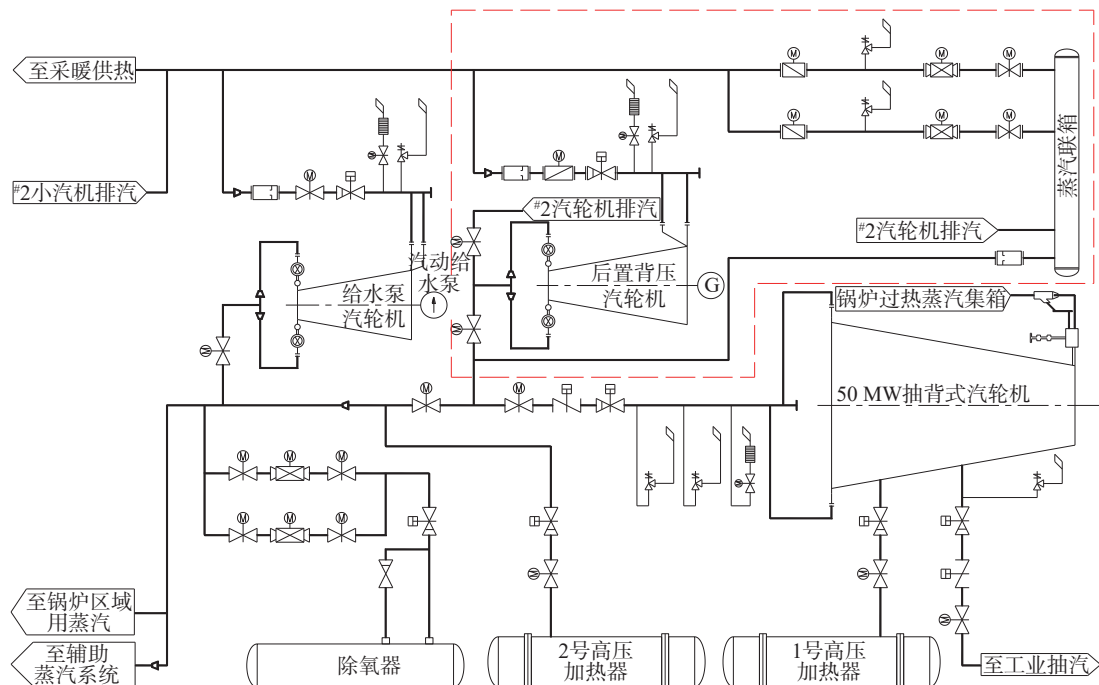 至采暖供热
#2小汽机排汽
M
M
M
M
M
M
蒸汽联箱
M
M
M
M
#2汽轮机排汽
#2汽轮机排汽
M
汽动给
水泵
给水泵
汽轮机
后置背压
汽轮机
G
锅炉过热蒸汽集箱
M
M
M
M
50 MW抽背式汽轮机
M
M
M
M
M
M
M
M
M
M
至锅炉区域
用蒸汽
至辅助
蒸汽系统
除氧器
2号高压
加热器
1号高压
加热器
至工业抽汽